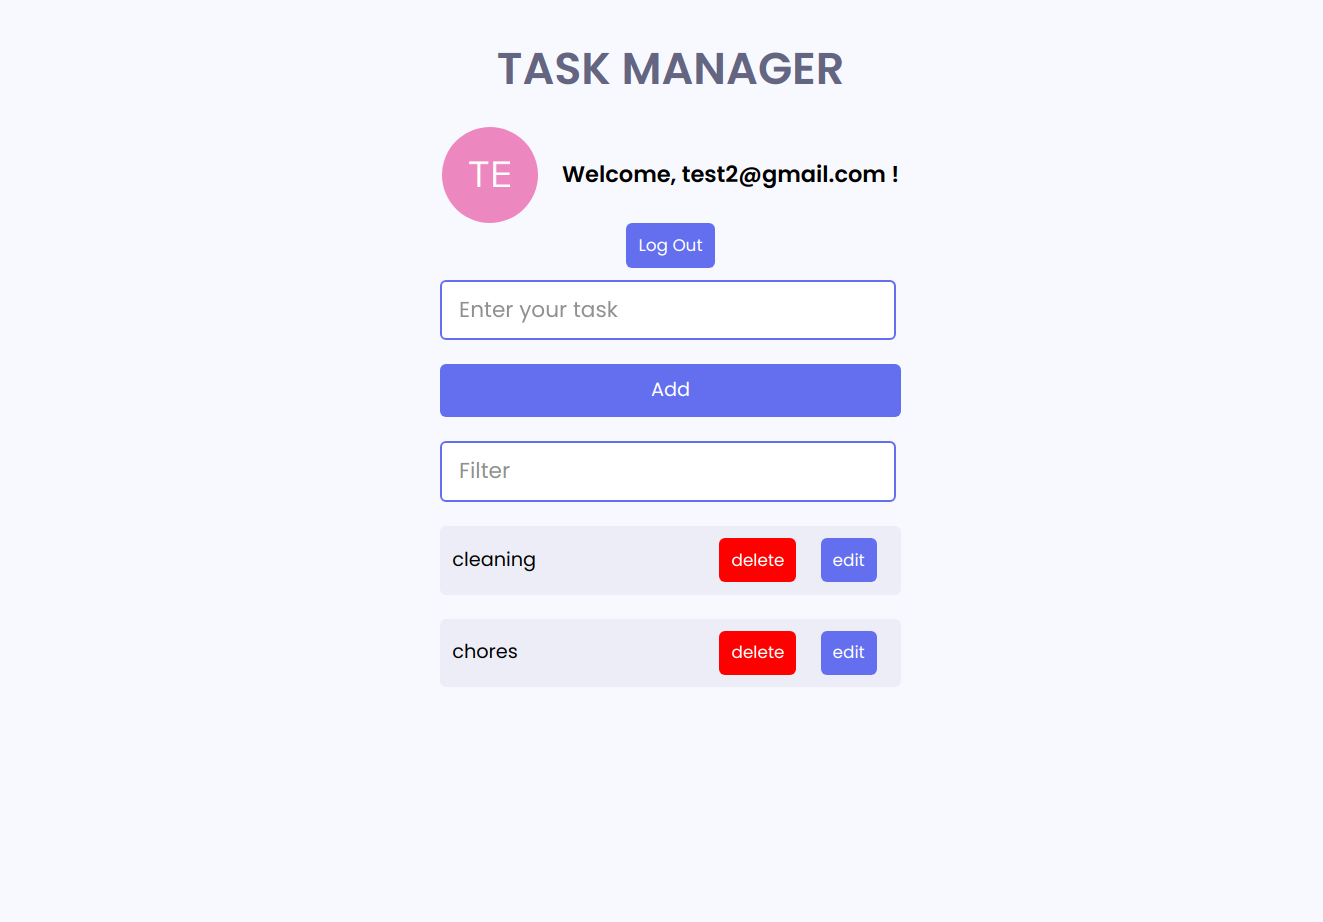 TASK MANAGER
TE
Welcome, test2@gmail.com !
Log Out
Enter your task
Add
Filter
cleaning delete edit
chores delete edit